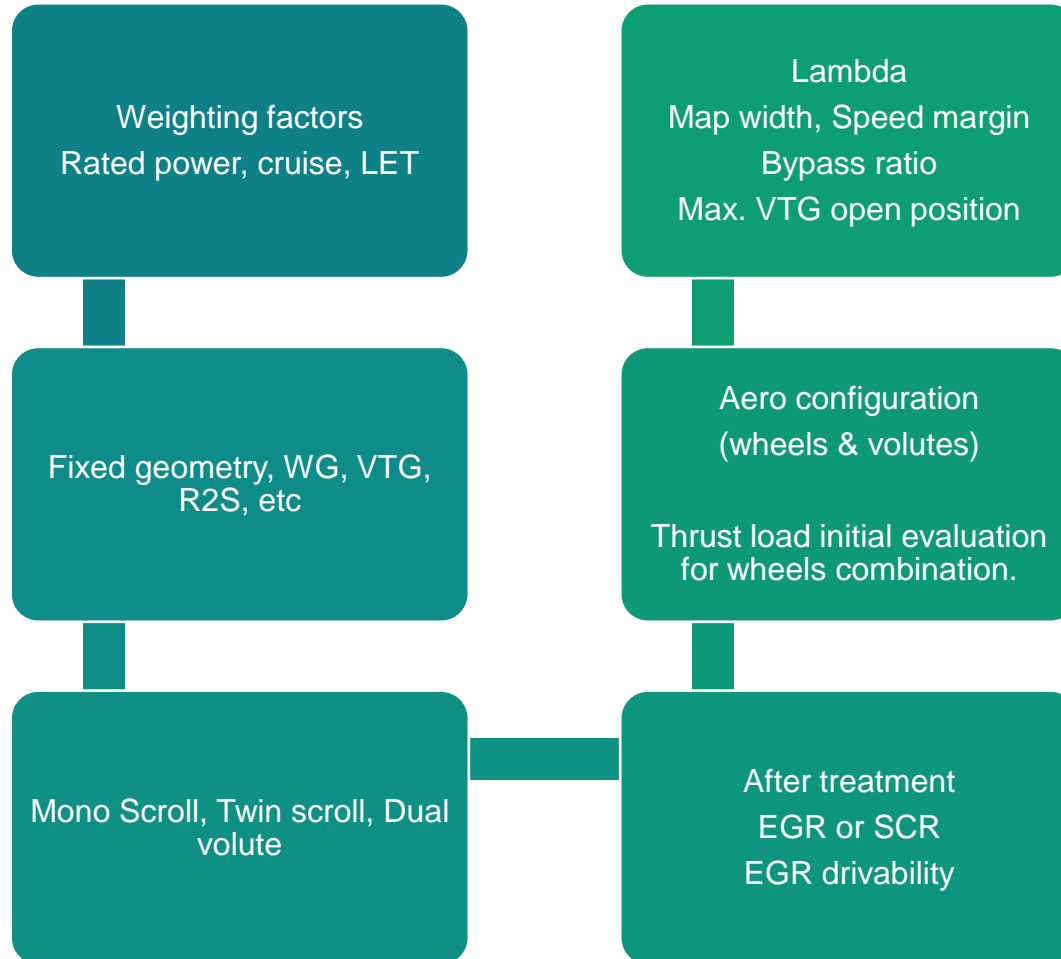 Weighting factors
Rated power, cruise, LET
Fixed geometry, WG, VTG,
R2S, etc
Mono Scroll, Twin scroll, Dual
volute
After treatment
EGR or SCR
EGR drivability
Aero configuration
(wheels & volutes)
Thrust load initial evaluation
for wheels combination.
Lambda
Map width, Speed margin
Bypass ratio
Max. VTG open position